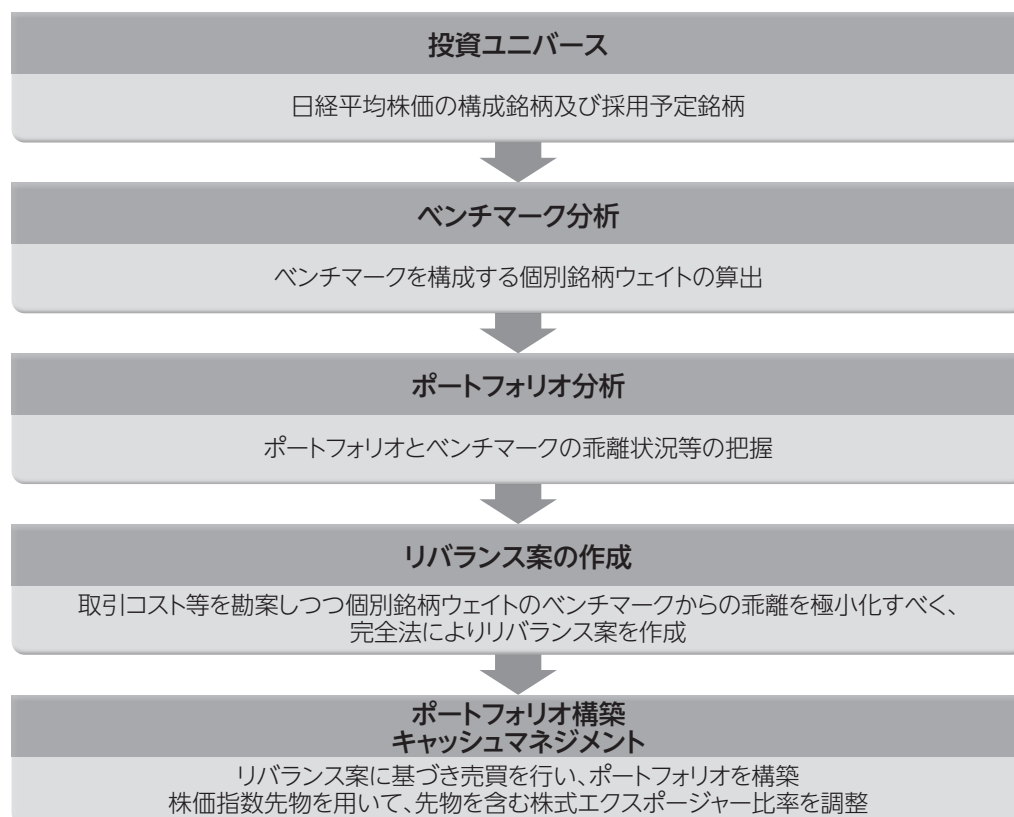 投資ユニバース
日経平均株価の構成銘柄及び採用予定銘柄
ベンチマーク分析
ベンチマークを構成する個別銘柄ウェイトの算出
ポートフォリオ分析
ポートフォリオとベンチマークの乖離状況等の把握
リバランス案の作成
取引コスト等を勘案しつつ個別銘柄ウェイトのベンチマークからの乖離を極小化すべく、
完全法によりリバランス案を作成
ポートフォリオ構築
キャッシュマネジメント
リバランス案に基づき売買を行い、ポートフォリオを構築
株価指数先物を用いて、先物を含む株式エクスポージャー比率を調整